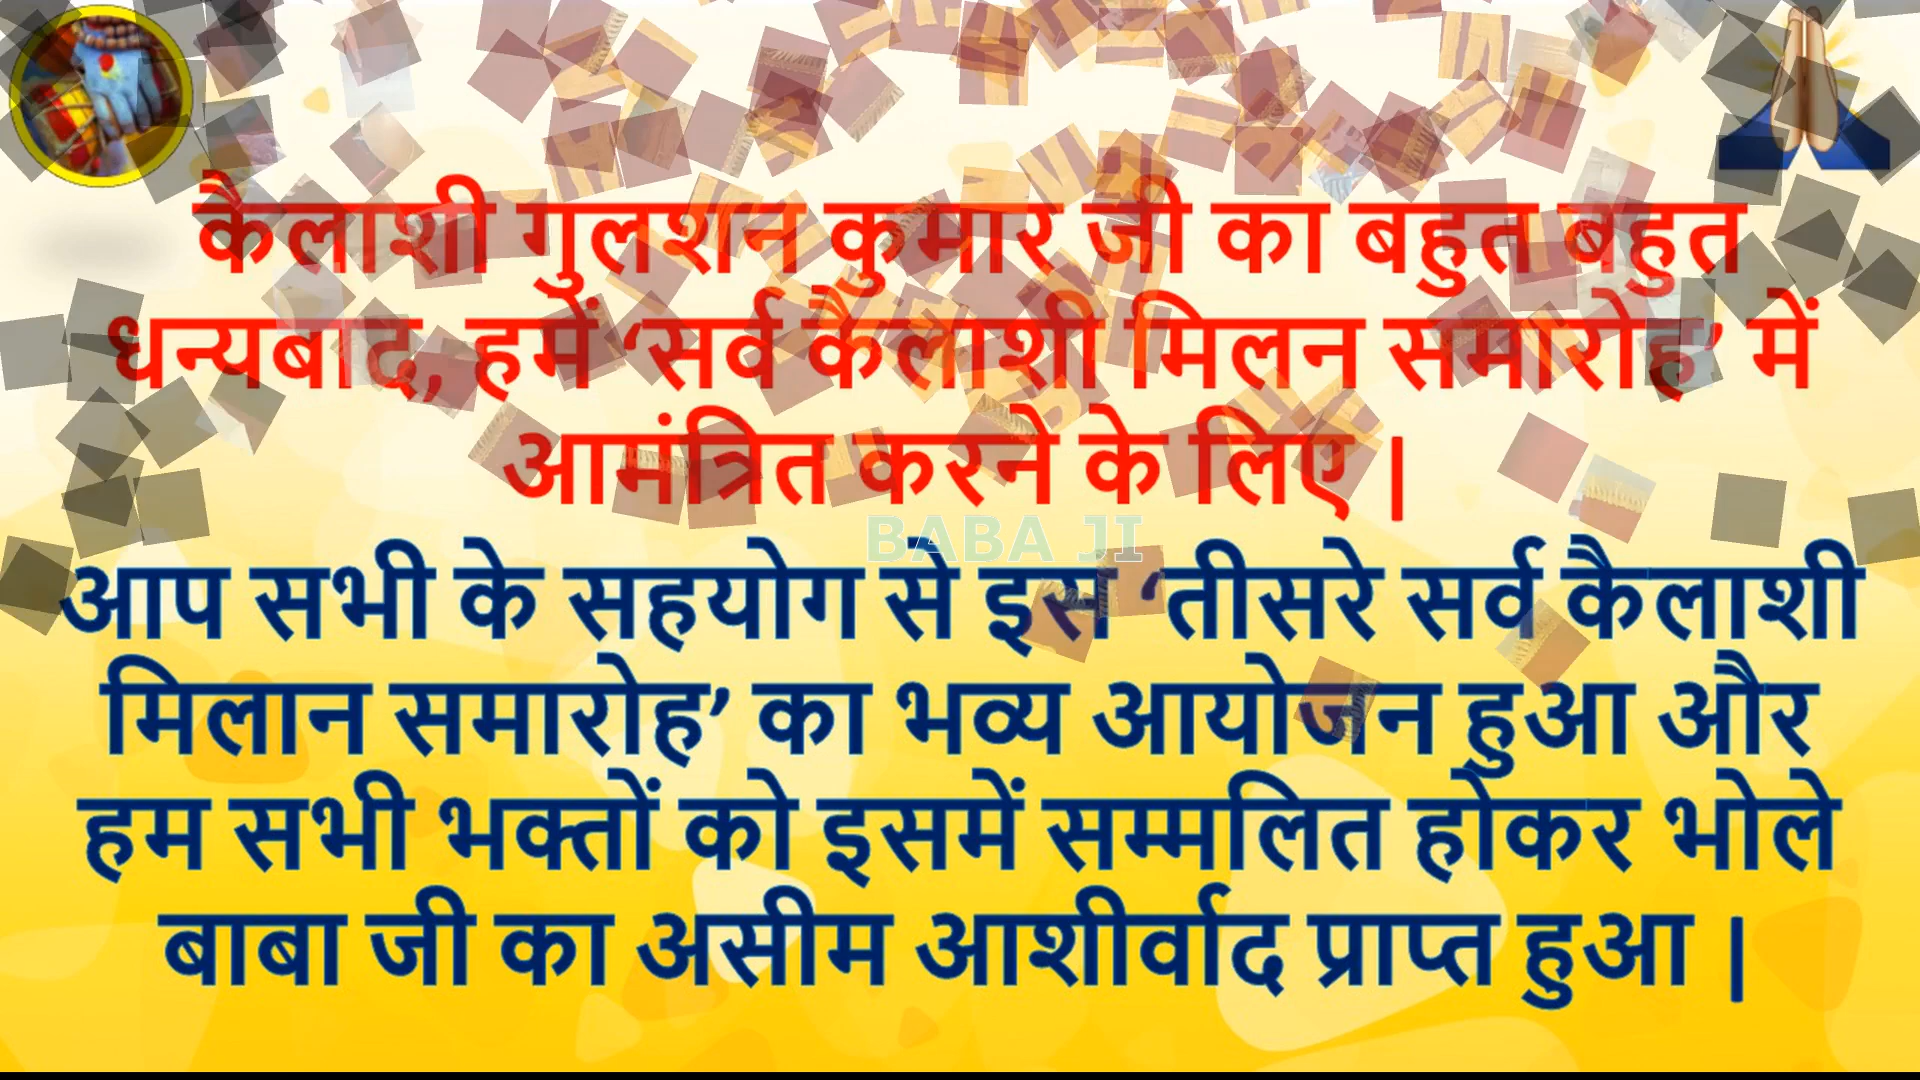 कैलाशी गुलशन कुमार जी का बहुत बहुत
धन्यबाद, हमें ‘सर्व कैलाशी मिलन समारोह’ में
आमंत्रित करने के लिए |
BABA JI
आप सभी के सहयोग से इस ‘तीसरे सर्व कैलाशी
मिलान समारोह’ का भव्य आयोजन हुआ और
हम सभी भक्तों को इसमें सम्मलित होकर भोले
बाबा जी का असीम आशीर्वाद प्राप्त हुआ |